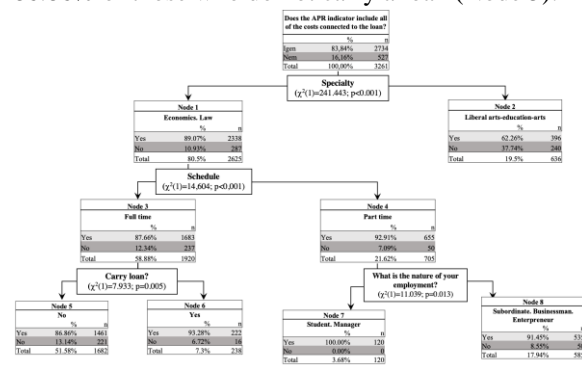 Does the APR indicator include all
of the costs connected to the loan?
% n
Igen 83,84% 2734
Nem 16,16% 527
Total 100,00% 3261
Specialty
(χ²(1)=241.443; p<0.001)
Node 1
Economics. Law
% n
Yes 89.07% 2338
No 10.93% 287
Total 80.5% 2625
Node 2
Liberal arts-education-arts
% n
Yes 62.26% 396
No 37.74% 240
Total 19.5% 636
Schedule
(χ²(1)=14,604; p<0,001)
Node 3
Full time
% n
Yes 87.66% 1683
No 12.34% 237
Total 58.88% 1920
Node 4
Part time
% n
Yes 92.91% 655
No 7.09% 50
Total 21.62% 705
Carry loan?
(χ²(1)=7.933; p=0.005)
What is the nature of your
employment?
(χ²(1)=11.039; p=0.013)
Node 5
No
% n
Yes 86.86% 1461
No 13.14% 221
Total 51.58% 1682
Node 6
Yes
% n
Yes 93.28% 222
No 6.72% 16
Total 7.3% 238
Node 7
Student. Manager
% n
Yes 100.00% 120
No 0.00% 0
Total 3.68% 120
Node 8
Subordinate. Businessman.
Enterpreneur
% n
Yes 91.45%
No 8.55%
Total 17.94%